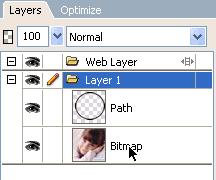 Layers Optimize
100 Normal
Web Layer
Layer 1
Path
Bitmap